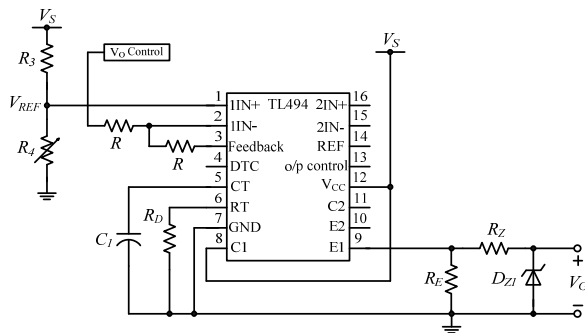 V_S
R_3
V_O Control
V_S
V_REF
R_4
R
R
1 1IN+ TL494 2IN+ 16
2 1IN- 2IN- 15
3 Feedback REF 14
4 DTC o/p control 13
5 CT V_CC 12
6 RT C2 11
7 GND E2 10
8 C1 E1 9
C_1
R_D
R_E
R_Z
D_Z1
+
V_O
−